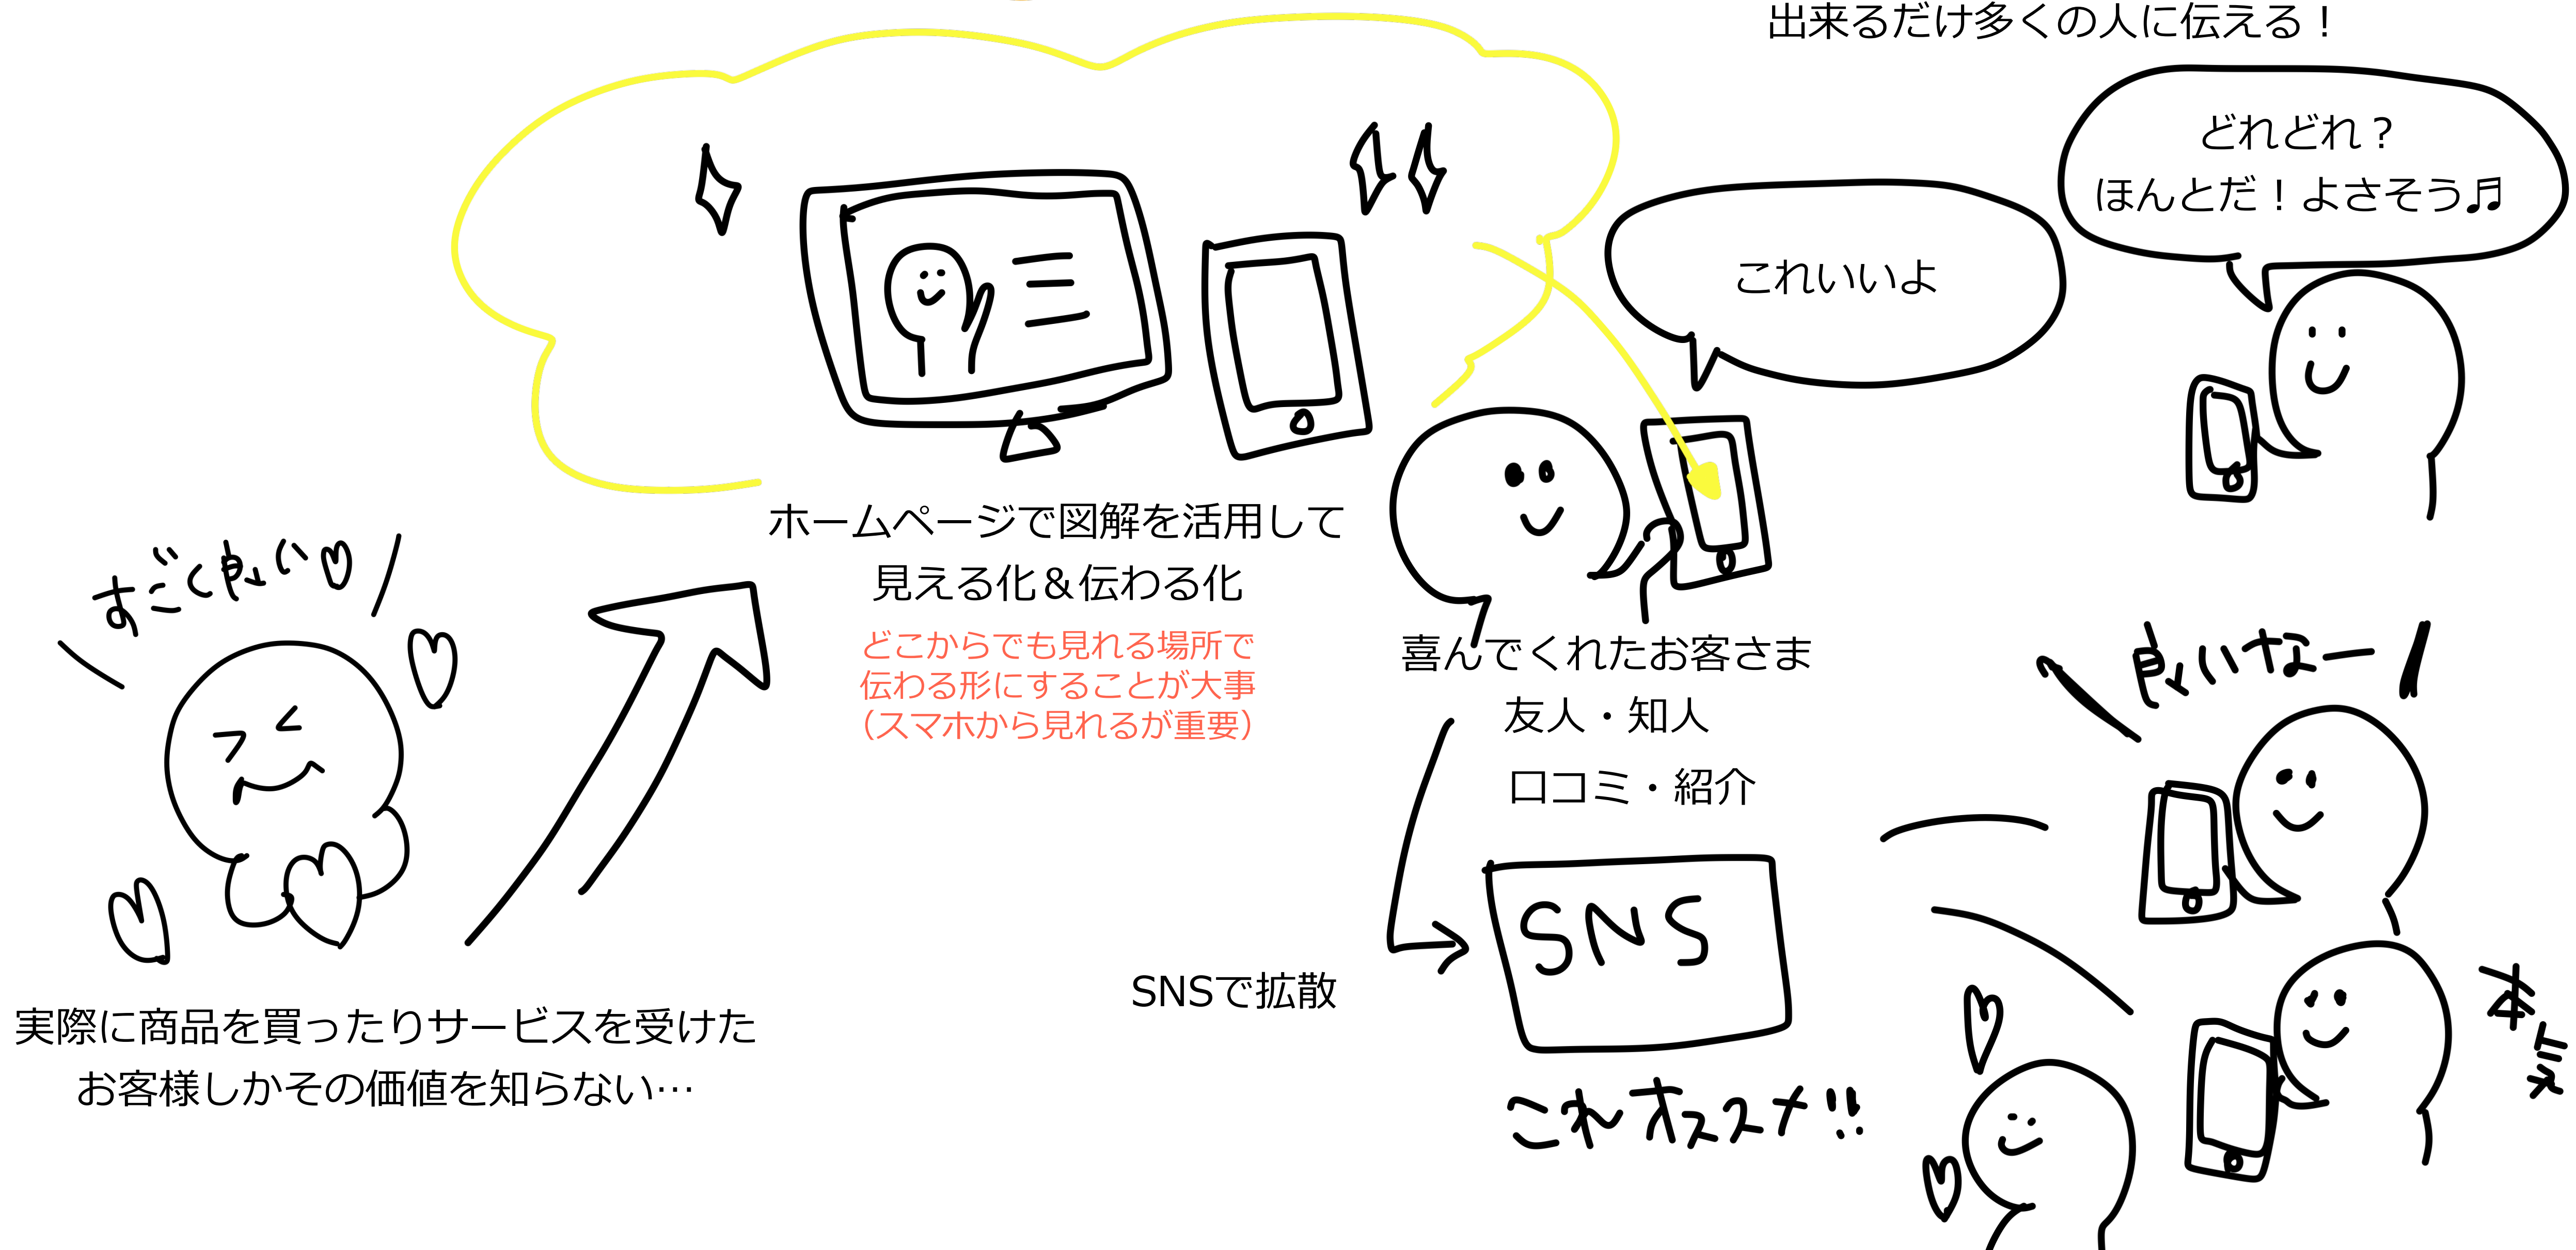 出来るだけ多くの人に伝える！
どれどれ？
ほんとだ！よさそう♫
これいいよ
ホームページで図解を活用して
見える化＆伝わる化
どこからでも見れる場所で
伝わる形にすることが大事
（スマホから見れるが重要）
すごく良い♡
実際に商品を買ったりサービスを受けた
お客様しかその価値を知らない…
喜んでくれたお客さま
友人・知人
口コミ・紹介
SNS
SNSで拡散
これオススメ!!
良いなー